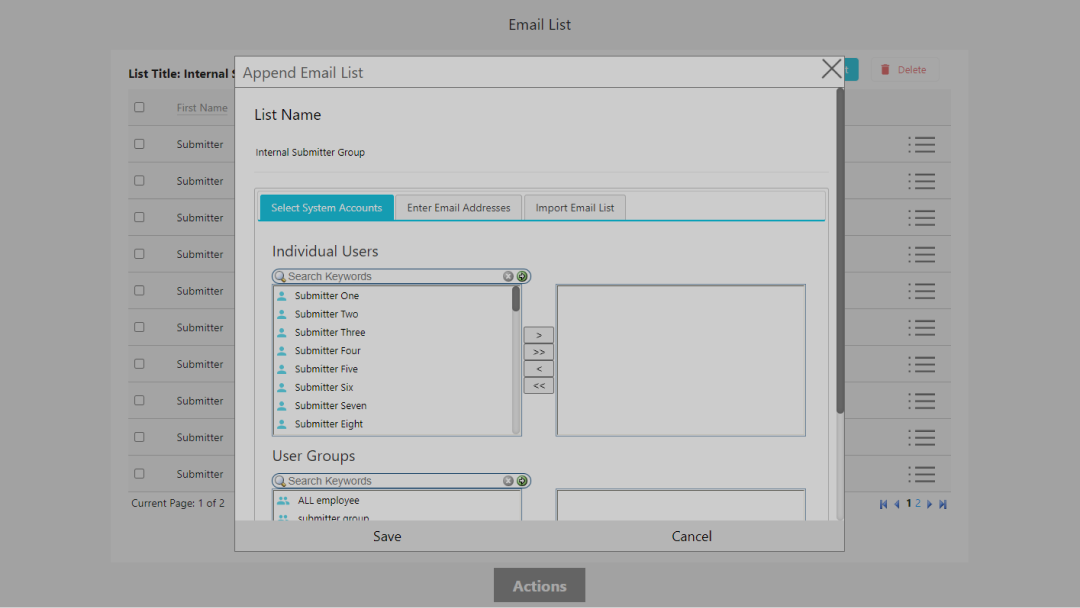 Email List
List Title: Internal S
Delete
First Name
Submitter
Submitter
Submitter
Submitter
Submitter
Submitter
Submitter
Submitter
Submitter
Submitter
Current Page: 1 of 2
1 2
Append Email List
List Name
Internal Submitter Group
Select System Accounts Enter Email Addresses Import Email List
Individual Users
Search Keywords
Submitter One
Submitter Two
Submitter Three
Submitter Four
Submitter Five
Submitter Six
Submitter Seven
Submitter Eight
>
>>
<
<<
User Groups
Search Keywords
ALL employee
submitter group
Save Cancel
Actions